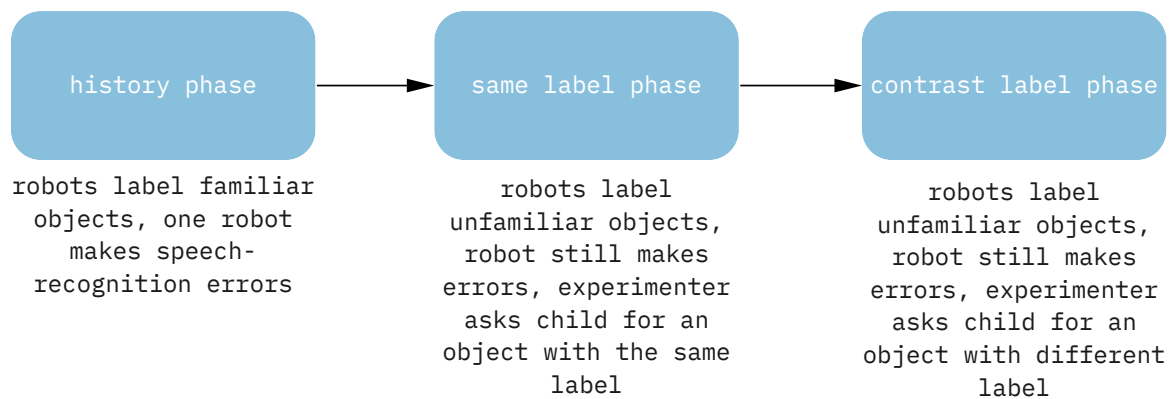 history phase
same label phase
contrast label phase
robots label familiar
objects, one robot
makes speech-
recognition errors
robots label
unfamiliar objects,
robot still makes
errors, experimenter
asks child for an
object with the same
label
robots label
unfamiliar objects,
robot still makes
errors, experimenter
asks child for an
object with different
label